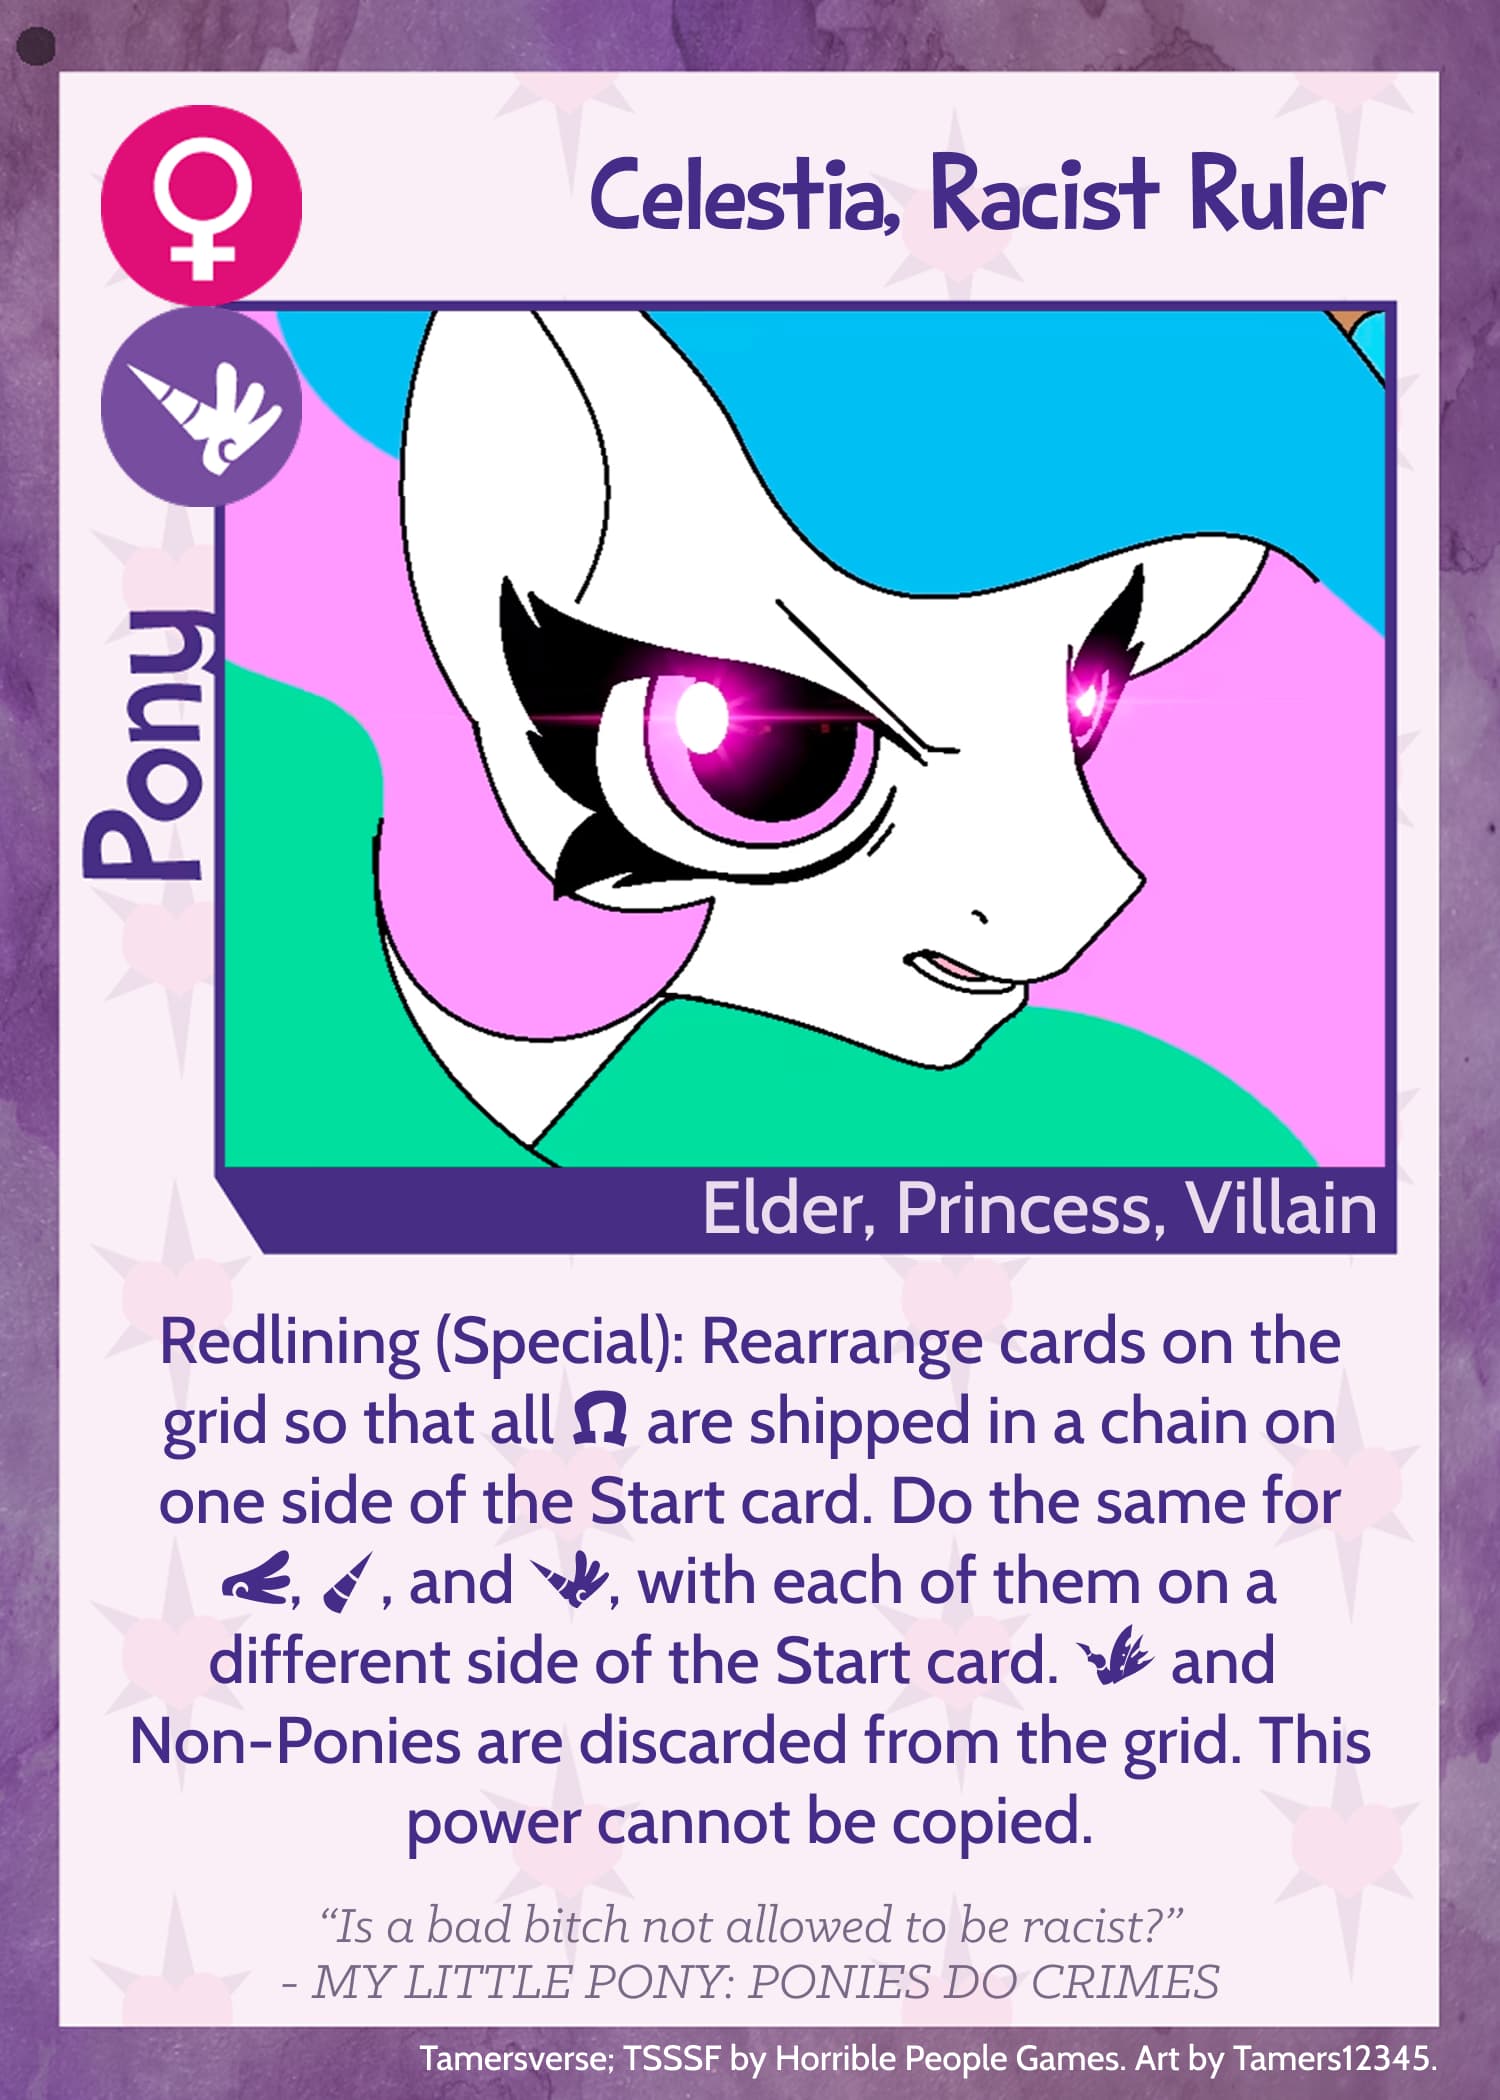 Celestia, Racist Ruler
Pony
Elder, Princess, Villain
Redlining (Special): Rearrange cards on the
grid so that all are shipped in a chain on
one side of the Start card. Do the same for
, , and , with each of them on a
different side of the Start card. and
Non-Ponies are discarded from the grid. This
power cannot be copied.
“Is a bad bitch not allowed to be racist?”
- MY LITTLE PONY: PONIES DO CRIMES
Tamersverse; TSSSF by Horrible People Games. Art by Tamers12345.